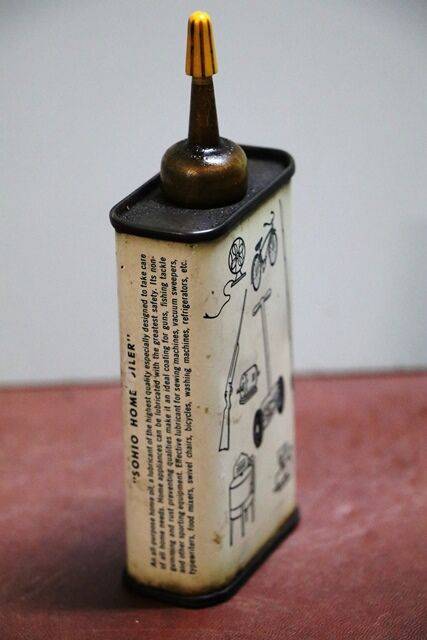 "SOHIO HOME OILER"
An all-purpose home oil, a lubricant of the highest quality especially designed to take care
of all home needs. Home appliances can be lubricated with the greatest safety. Its non-
gumming and rust preventing qualities make it an ideal coating for guns, fishing tackle
and other sporting equipment. Effective lubricant for sewing machines, vacuum sweepers,
typewriters, food mixers, swivel chairs, bicycles, washing machines, refrigerators, etc.